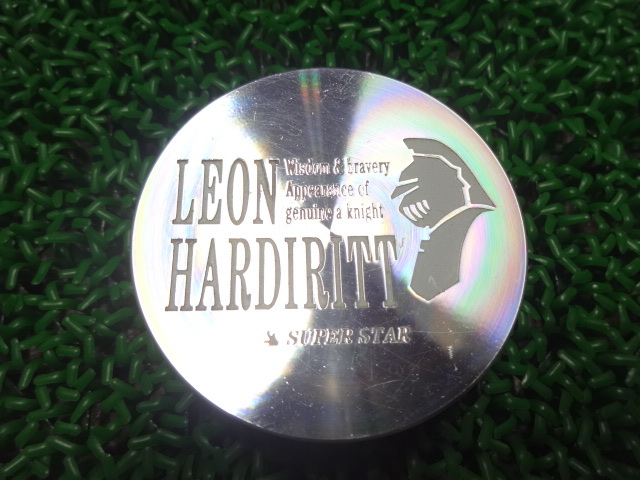 LEON
Wisdom & bravery
Appearance of
genuine a knight
HARDIRITT
SUPER STAR